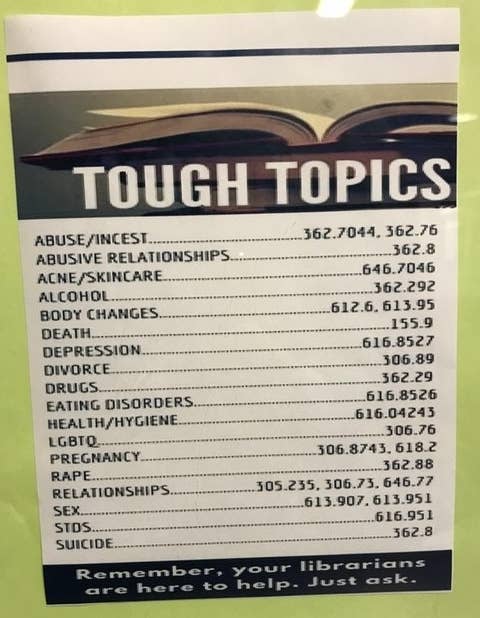 TOUGH TOPICS
ABUSE/INCEST 362.7044, 362.76
ABUSIVE RELATIONSHIPS 362.8
ACNE/SKINCARE 646.7046
ALCOHOL 362.292
BODY CHANGES 612.6, 613.95
DEATH 155.9
DEPRESSION 616.8527
DIVORCE 306.89
DRUGS 362.29
EATING DISORDERS 616.8526
HEALTH/HYGIENE 616.04243
LGBTQ 306.76
PREGNANCY 306.8743, 618.2
RAPE 362.88
RELATIONSHIPS 305.235, 306.73, 646.77
SEX 613.907, 613.951
STDS 616.951
SUICIDE 362.8
Remember, your librarians
are here to help. Just ask.